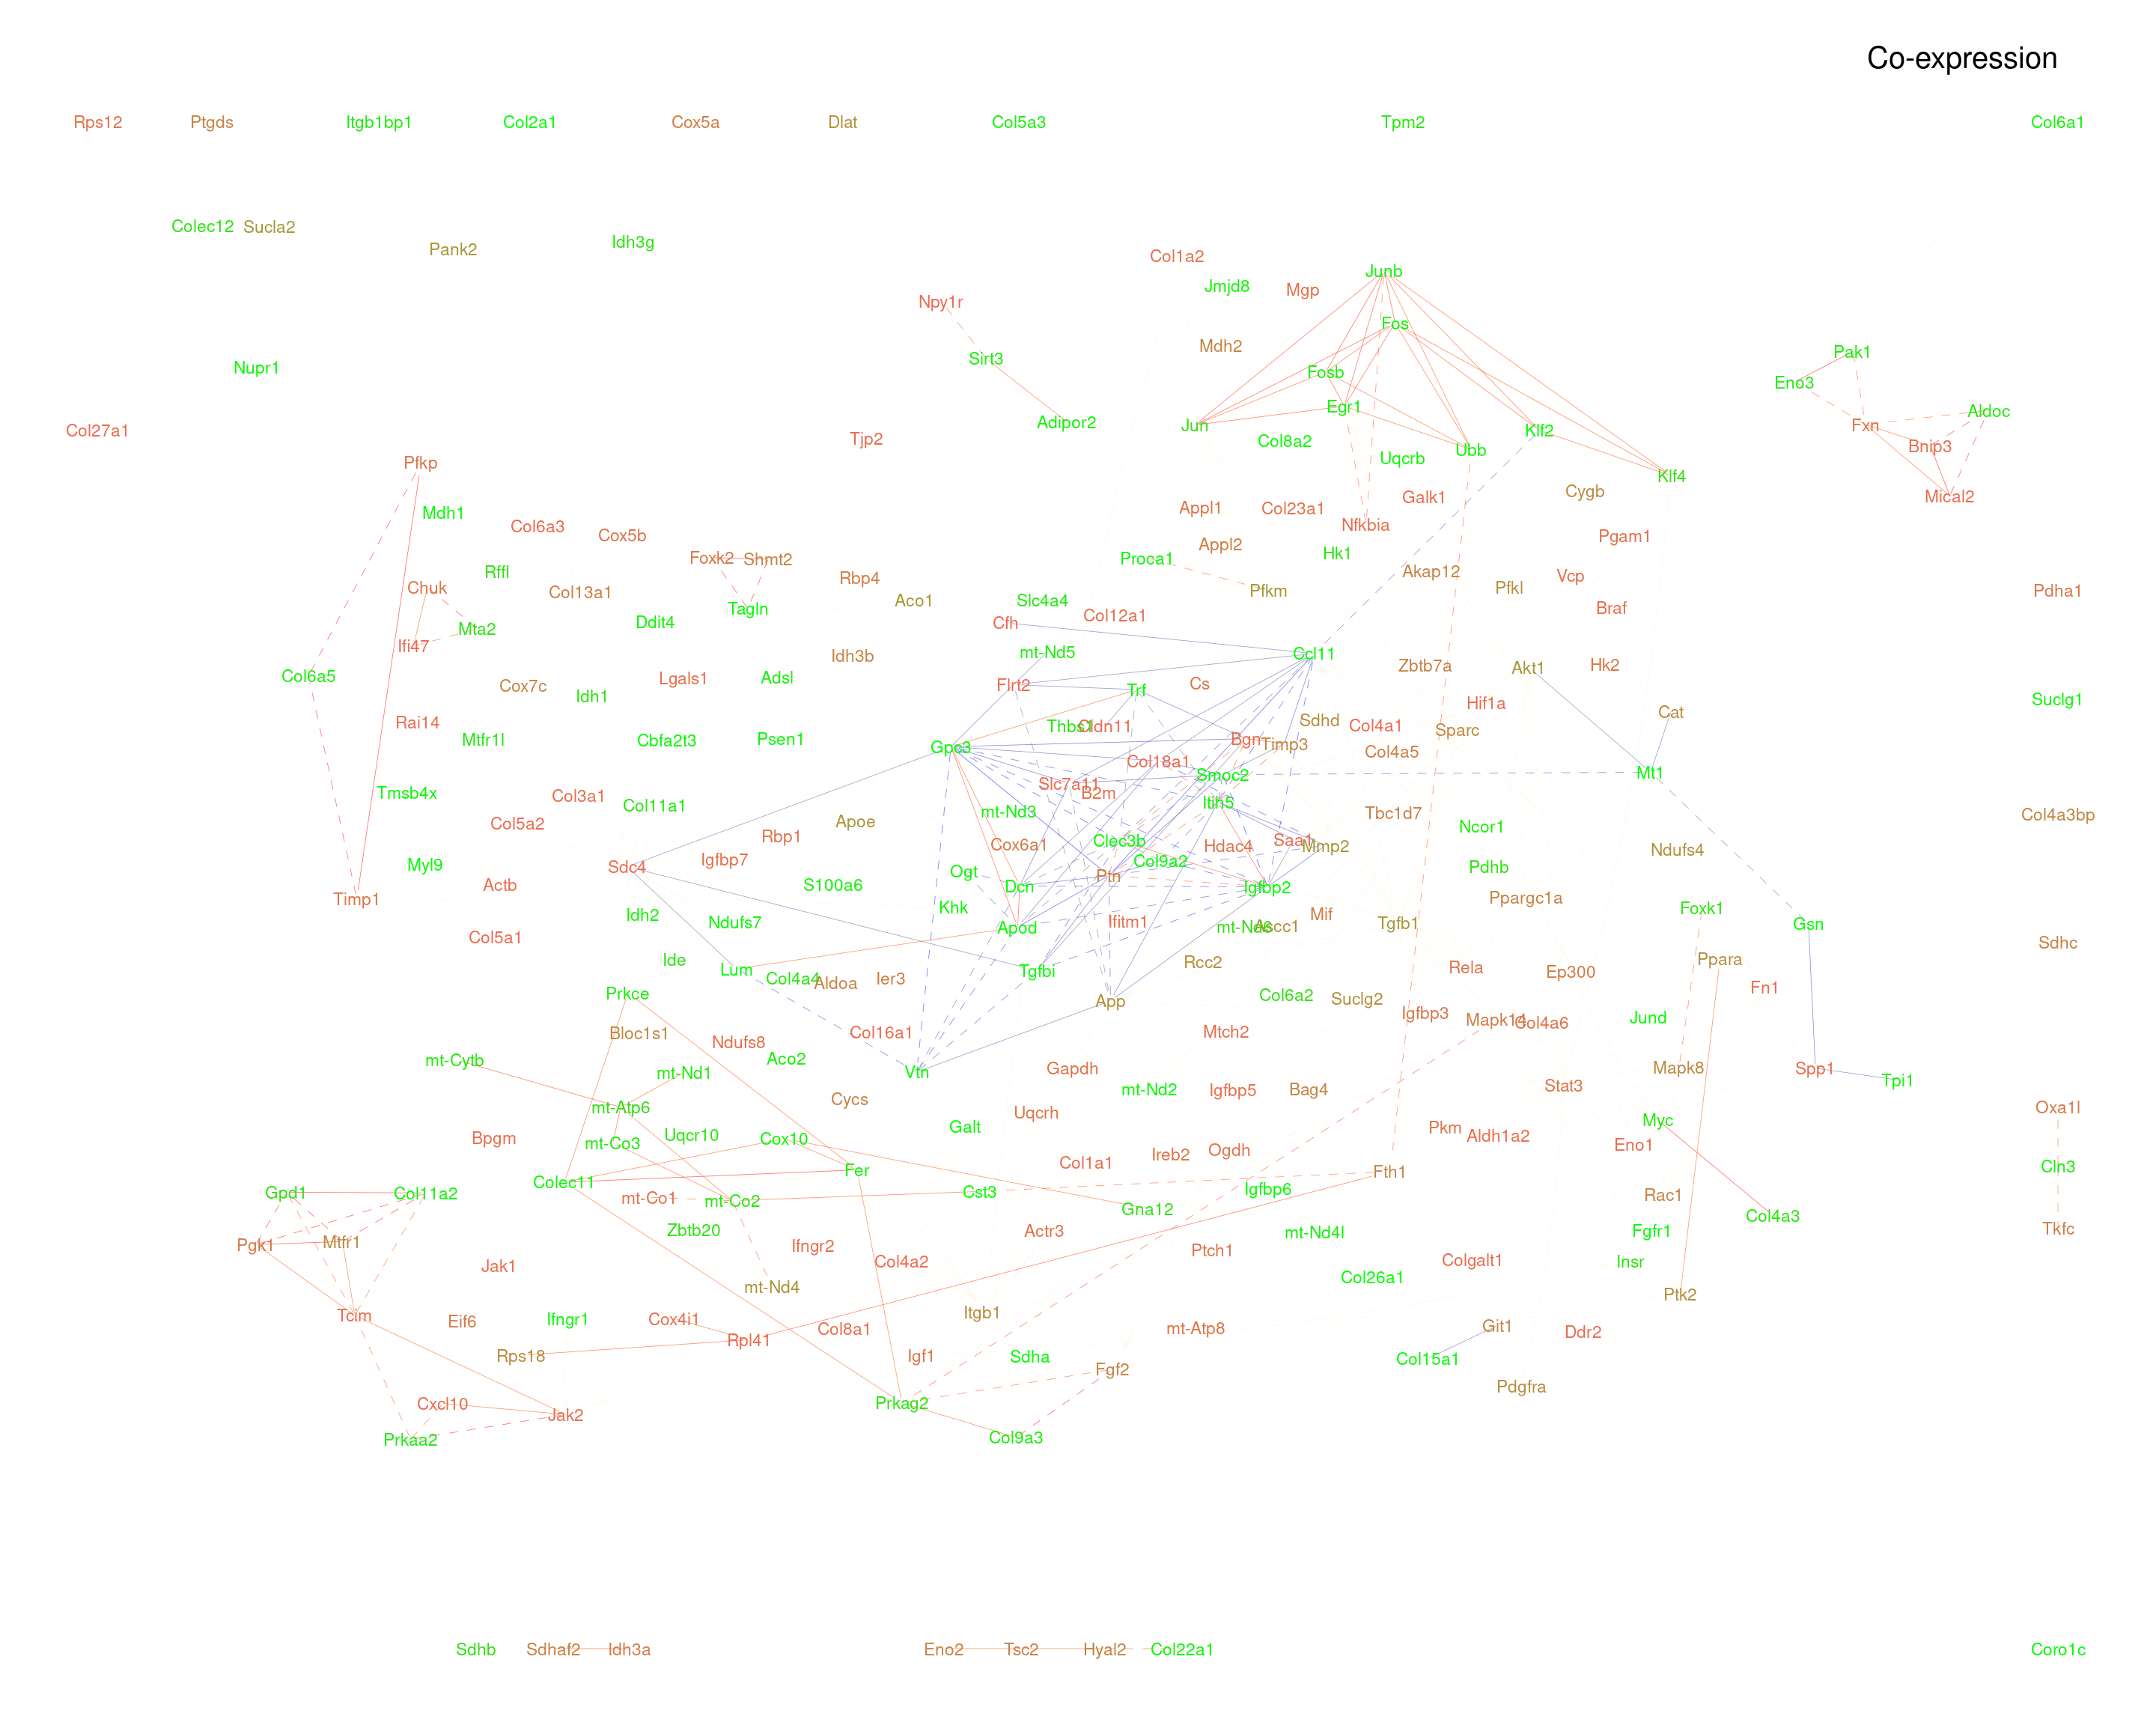 Co-expression
Rps12 Ptgds Itgb1bp1 Col2a1 Cox5a Dlat Col5a3 Tpm2 Col6a1
Colec12 Sucla2 Idh3g
Pank2 Col1a2
Junb
Jmjd8 Mgp
Npy1r
Fos
Mdh2
Sirt3 Pak1
Nupr1 Fosb
Eno3
Egr1 Aldoc
Adipor2 Jun Fxn
Col27a1 Klf2
Tjp2 Col8a2 Bnip3
Ubb
Pfkp Uqcrb
Klf4
Cygb
Galk1 Mical2
Mdh1 Appl1 Col23a1
Col6a3 Nfkbia
Cox5b Pgam1
Appl2
Foxk2 Shmt2 Proca1 Hk1
Rffl Rbp4 Akap12 Vcp
Chuk Col13a1 Pfkm Pfkl Pdha1
Aco1 Slc4a4
Tagln Braf
Ddit4 Cfh Col12a1
Mta2
Ifi47
Idh3b mt-Nd5 Ccl11
Zbtb7a Akt1 Hk2
Col6a5 Lgals1 Adsl
Cox7c Flrt2 Trf Cs
Idh1 Hif1a Suclg1
Cat
Rai14 Thbs1 Cldn11 Sdhd Col4a1
Sparc
Mtfr1l Cbfa2t3 Psen1 Gpc3 Bgn Timp3
Col4a5
Col18a1
Smoc2 Mt1
Slc7a11
Tmsb4x Col3a1 B2m
Col11a1 mt-Nd3 Itih5
Tbc1d7 Col4a3bp
Col5a2 Apoe Ncor1
Rbp1 Clec3b Saa1
Cox6a1 Hdac4 Mmp2 Ndufs4
Myl9 Sdc4 Igfbp7 Col9a2 Pdhb
Ogt Ptn
Actb S100a6 Dcn Igfbp2
Timp1 Ppargc1a
Idh2 Khk Mif Foxk1
Ndufs7 Ifitm1 Tgfb1 Gsn
Apod Ascc1
Col5a1 Sdhc
Ide Rcc2 Ppara
Lum Tgfbi Rela Ep300
Col4a4 Aldoa Ier3
Prkce App Col6a2 Suclg2 Fn1
Igfbp3 Mapk14 Jund
Bloc1s1 Col16a1 Mtch2 Col4a6
Ndufs8
mt-Cytb Aco2 Gapdh Mapk8 Spp1
mt-Nd1 Vtn Tpi1
mt-Nd2 Igfbp5 Bag4 Stat3
Cycs
mt-Atp6 Uqcrh Oxa1l
Myc
Bpgm Uqcr10 Cox10 Galt Pkm Aldh1a2
mt-Co3 Ogdh Eno1
Ireb2
Fer Col1a1 Fth1 Cln3
Colec11
Gpd1 Col11a2 Cst3 Igfbp6 Rac1
mt-Co1 mt-Co2
Gna12 Col4a3
Zbtb20 Actr3 mt-Nd4l Fgfr1 Tkfc
Pgk1 Mtfr1 Ifngr2 Ptch1
Jak1 Col4a2 Colgalt1 Insr
mt-Nd4 Col26a1
Ptk2
Tcim Itgb1
Eif6 Ifngr1 Cox4i1 Col8a1 mt-Atp8 Git1 Ddr2
Rpl41
Rps18 Igf1 Sdha Col15a1
Fgf2
Pdgfra
Cxcl10 Prkag2
Jak2
Prkaa2 Col9a3
Sdhb Sdhaf2 Idh3a Eno2 Tsc2 Hyal2 Col22a1 Coro1c